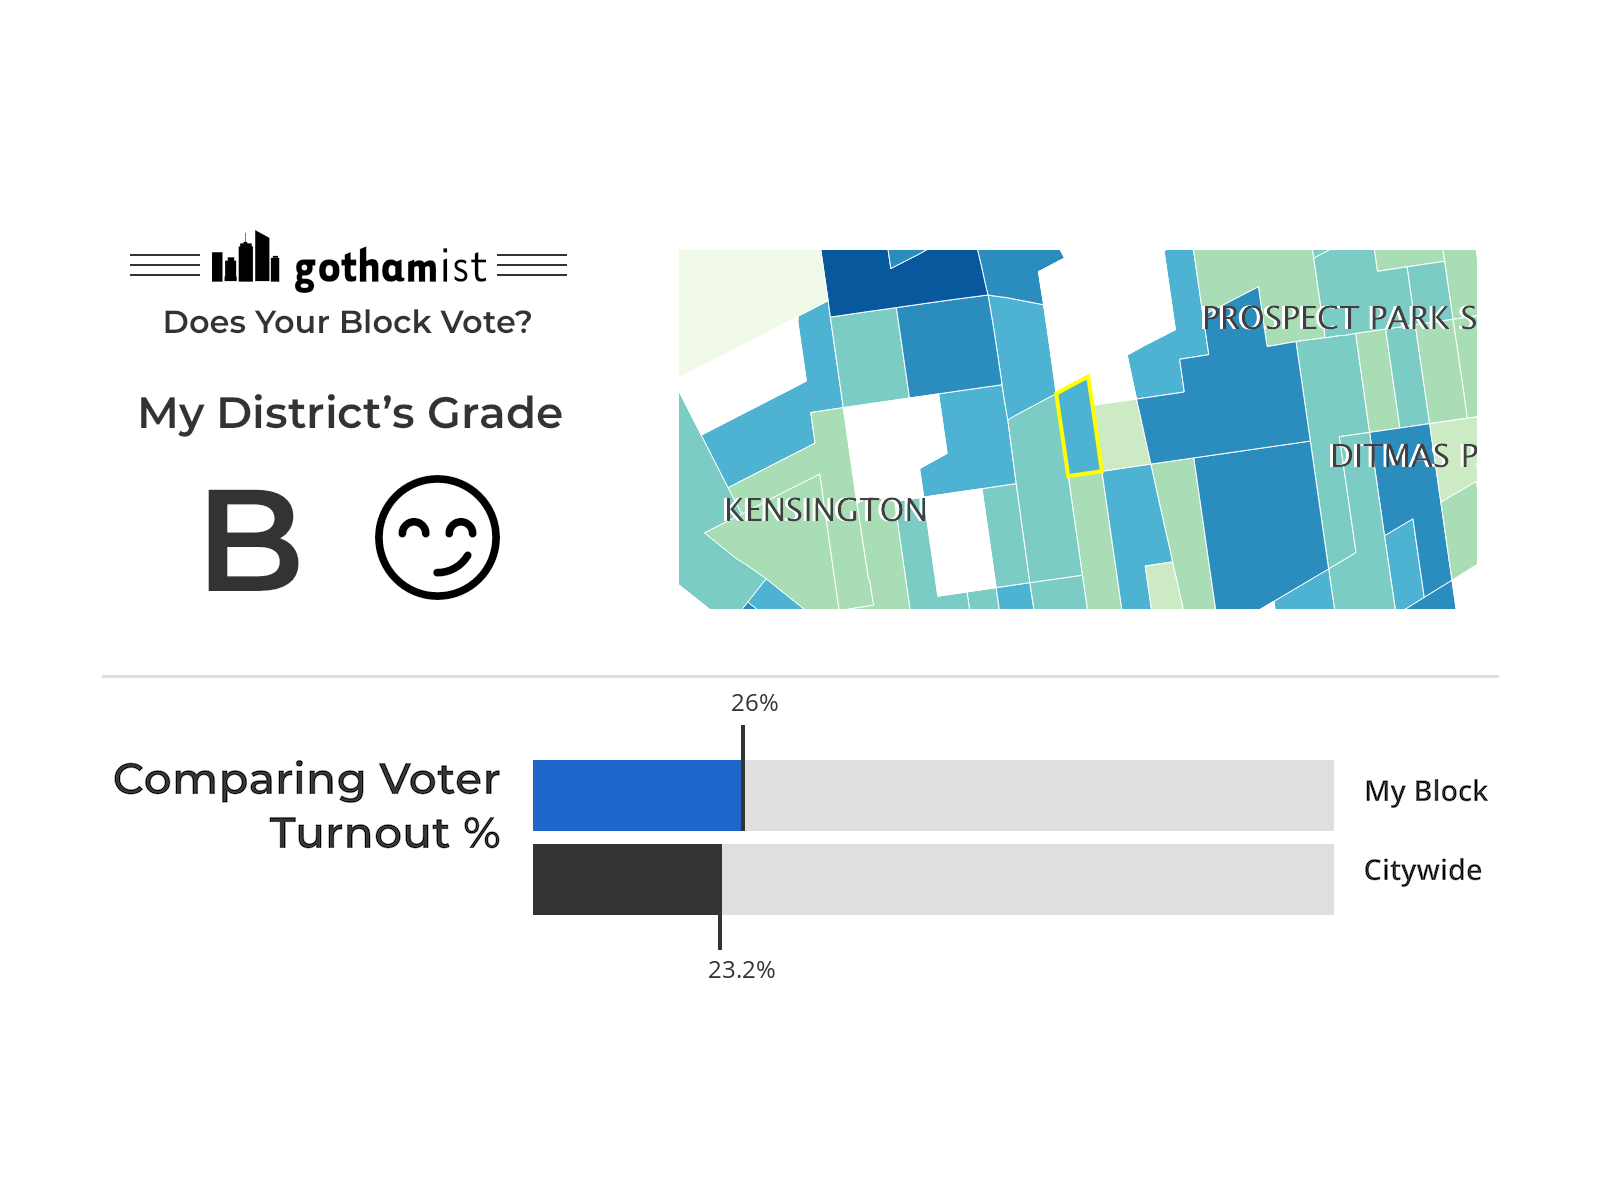 gothamist
Does Your Block Vote?
My District’s Grade
B
PROSPECT PARK S
DITMAS P
KENSINGTON
26%
Comparing Voter
Turnout %
My Block
Citywide
23.2%